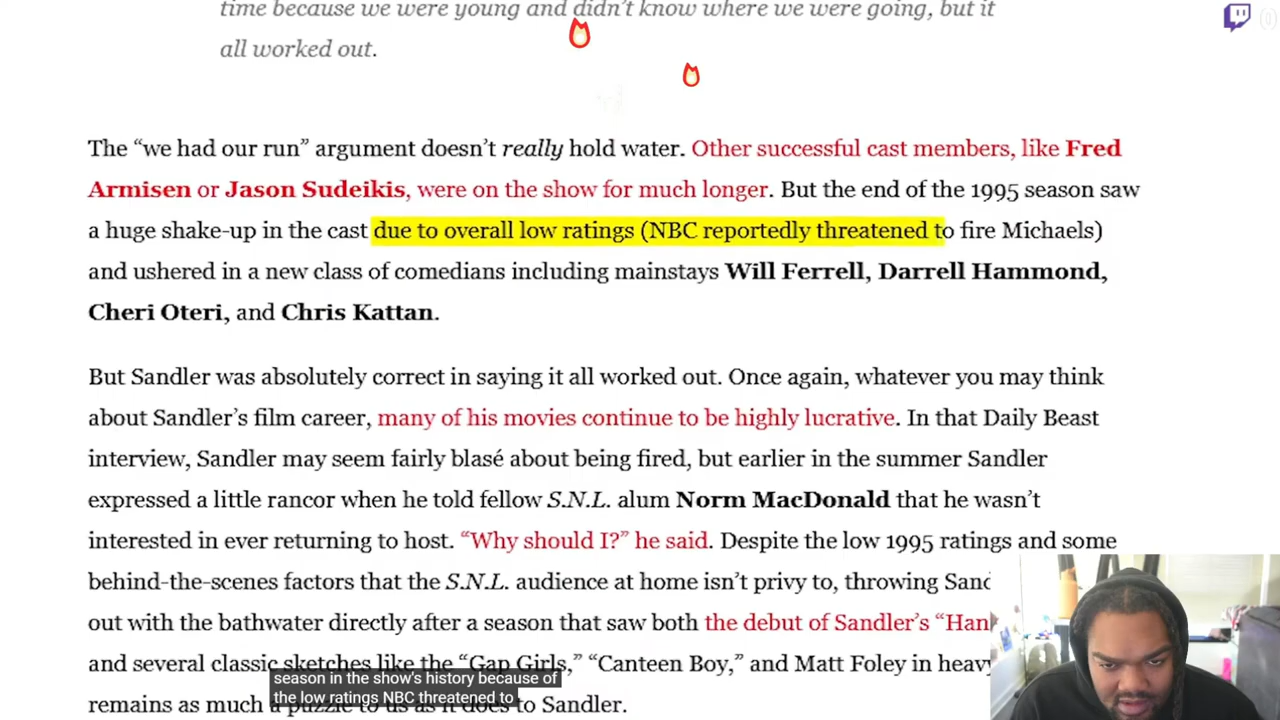 time because we were young and didn't know where we were going, but it
all worked out.
The “we had our run” argument doesn't really hold water. Other successful cast members, like Fred
Armisen or Jason Sudeikis, were on the show for much longer. But the end of the 1995 season saw
a huge shake-up in the cast due to overall low ratings (NBC reportedly threatened to fire Michaels)
and ushered in a new class of comedians including mainstays Will Ferrell, Darrell Hammond,
Cheri Oteri, and Chris Kattan.
But Sandler was absolutely correct in saying it all worked out. Once again, whatever you may think
about Sandler's film career, many of his movies continue to be highly lucrative. In that Daily Beast
interview, Sandler may seem fairly blasé about being fired, but earlier in the summer Sandler
expressed a little rancor when he told fellow S.N.L. alum Norm MacDonald that he wasn't
interested in ever returning to host. “Why should I?” he said. Despite the low 1995 ratings and some
behind-the-scenes factors that the S.N.L. audience at home isn't privy to, throwing Sand
out with the bathwater directly after a season that saw both the debut of Sandler's “Han
and several classic sketches like the “Gap Girls,” “Canteen Boy,” and Matt Foley in heavy
remains as much a puzzle to us as it does to Sandler.
season in the show's history because of
the low ratings NBC threatened to